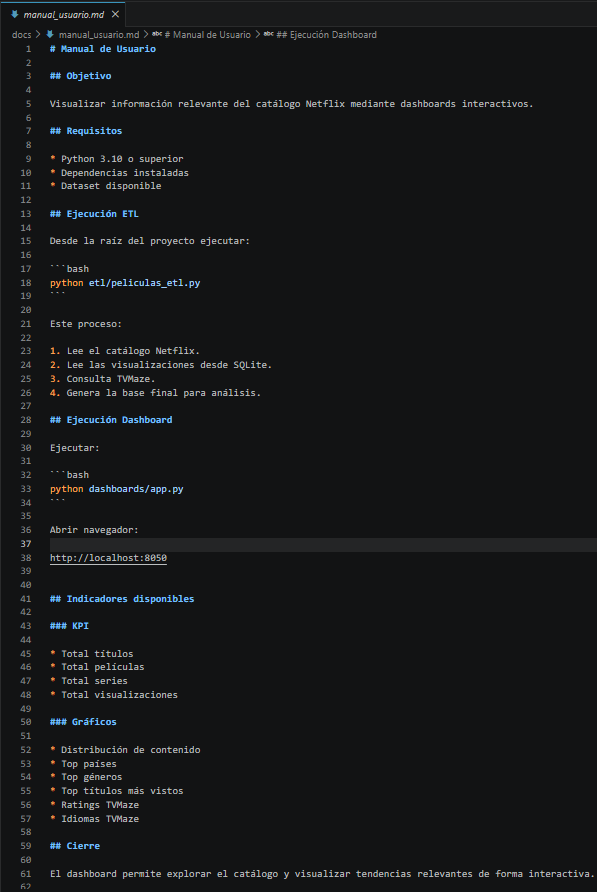 manual_usuario.md ×
docs > manual_usuario.md > abc # Manual de Usuario > abc ## Ejecución Dashboard
1 # Manual de Usuario
2
3 ## Objetivo
4
5 Visualizar información relevante del catálogo Netflix mediante dashboards interactivos.
6
7 ## Requisitos
8
9 * Python 3.10 o superior
10 * Dependencias instaladas
11 * Dataset disponible
12
13 ## Ejecución ETL
14
15 Desde la raíz del proyecto ejecutar:
16
17 ```bash
18 python etl/peliculas_etl.py
19 ```
20
21 Este proceso:
22
23 1. Lee el catálogo Netflix.
24 2. Lee las visualizaciones desde SQLite.
25 3. Consulta TVMaze.
26 4. Genera la base final para análisis.
27
28 ## Ejecución Dashboard
29
30 Ejecutar:
31
32 ```bash
33 python dashboards/app.py
34 ```
35
36 Abrir navegador:
37
38 http://localhost:8050
39
40
41 ## Indicadores disponibles
42
43 ### KPI
44
45 * Total títulos
46 * Total películas
47 * Total series
48 * Total visualizaciones
49
50 ### Gráficos
51
52 * Distribución de contenido
53 * Top países
54 * Top géneros
55 * Top títulos más vistos
56 * Ratings TVMaze
57 * Idiomas TVMaze
58
59 ## Cierre
60
61 El dashboard permite explorar el catálogo y visualizar tendencias relevantes de forma interactiva.
62